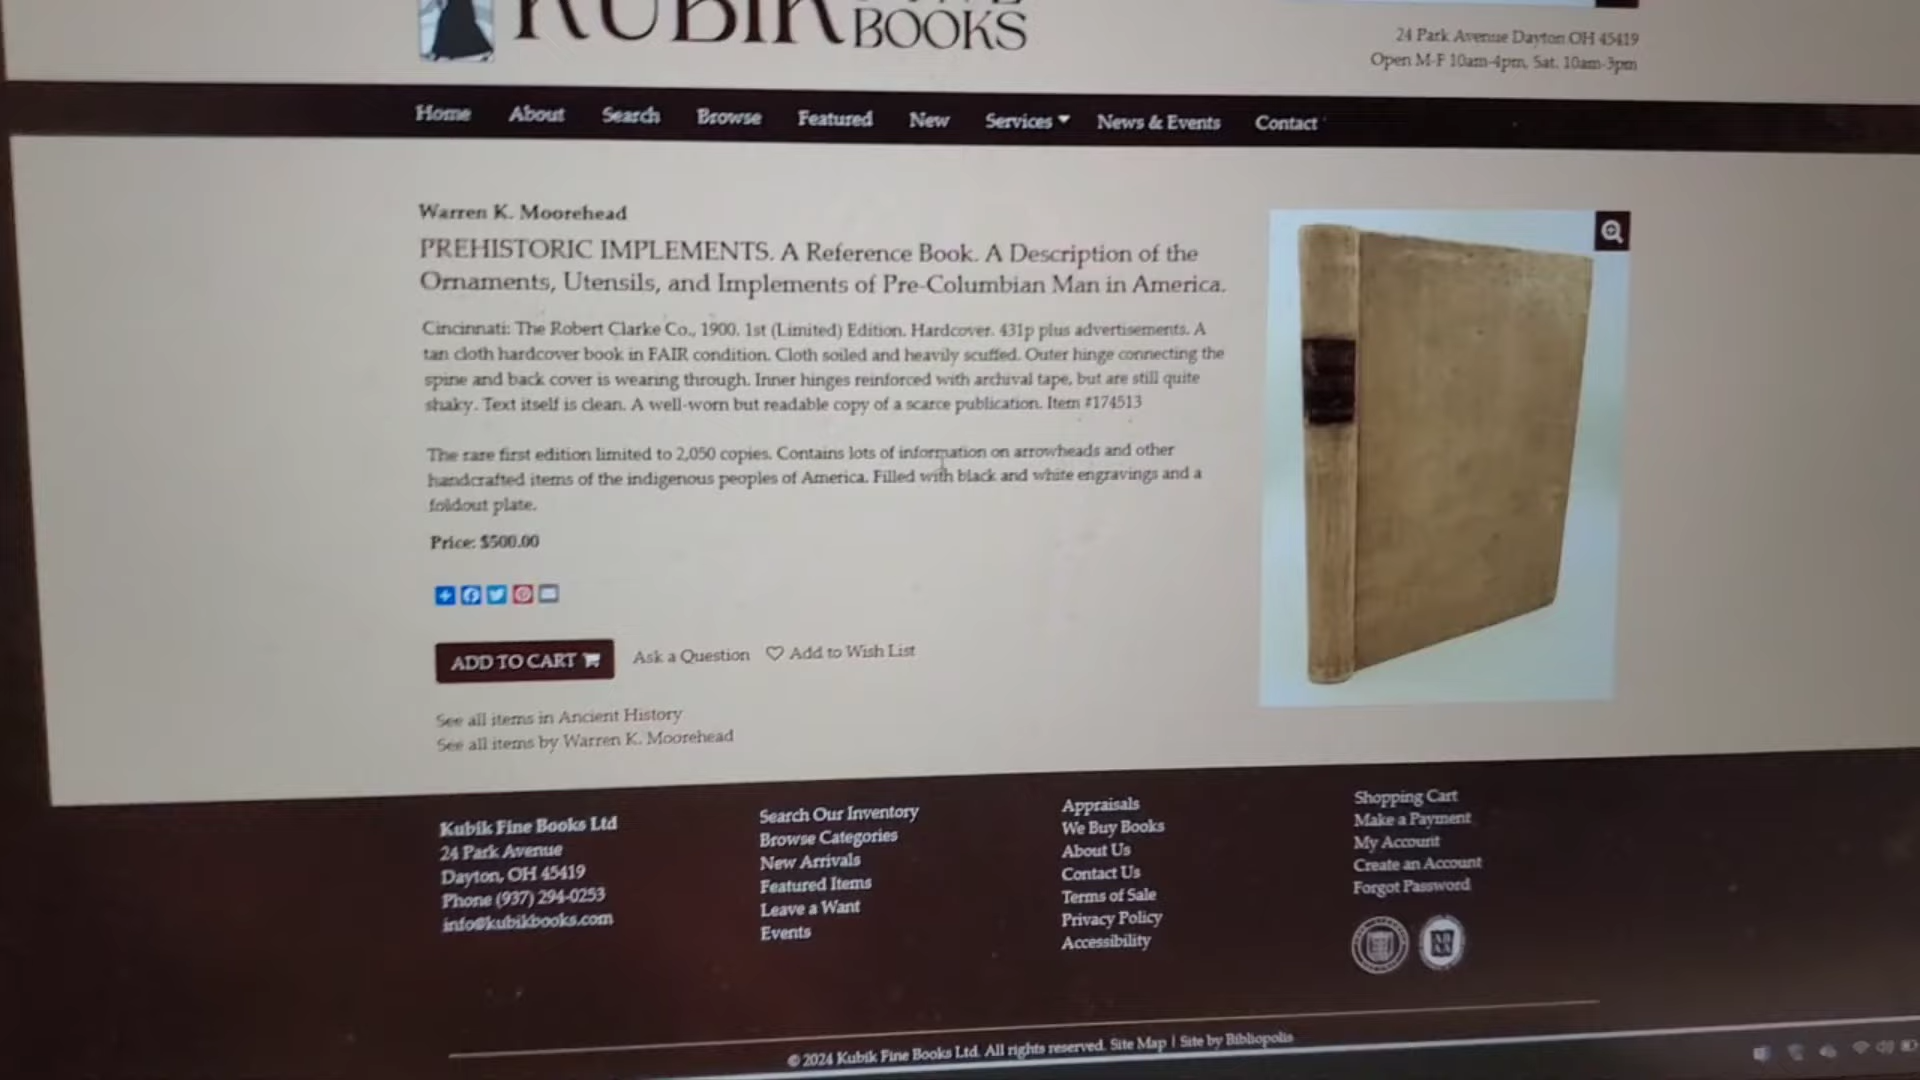 KUBIK
BOOKS
24 Park Avenue Dayton OH 45419
Open M-F 10am-4pm, Sat. 10am-3pm
Home About Search Browse Featured New Services News & Events Contact
Warren K. Moorehead
PREHISTORIC IMPLEMENTS. A Reference Book. A Description of the
Ornaments, Utensils, and Implements of Pre-Columbian Man in America.
Cincinnati: The Robert Clarke Co., 1900. 1st (Limited) Edition. Hardcover. 431p plus advertisements. A
tan cloth hardcover book in FAIR condition. Cloth soiled and heavily scuffed. Outer hinge connecting the
spine and back cover is wearing through. Inner hinges reinforced with archival tape, but are still quite
shaky. Text itself is clean. A well-worn but readable copy of a scarce publication. Item #174513
The rare first edition limited to 2,050 copies. Contains lots of information on arrowheads and other
handcrafted items of the indigenous peoples of America. Filled with black and white engravings and a
foldout plate.
Price: $500.00
ADD TO CART Ask a Question Add to Wish List
See all items in Ancient History
See all items by Warren K. Moorehead
Kubik Fine Books Ltd
24 Park Avenue
Dayton, OH 45419
Phone (937) 294-0253
info@kubikbooks.com
Search Our Inventory
Browse Categories
New Arrivals
Featured Items
Leave a Want
Events
Appraisals
We Buy Books
About Us
Contact Us
Terms of Sale
Privacy Policy
Accessibility
Shopping Cart
Make a Payment
My Account
Create an Account
Forgot Password
© 2024 Kubik Fine Books Ltd. All rights reserved. Site Map | Site by Bibliopolis